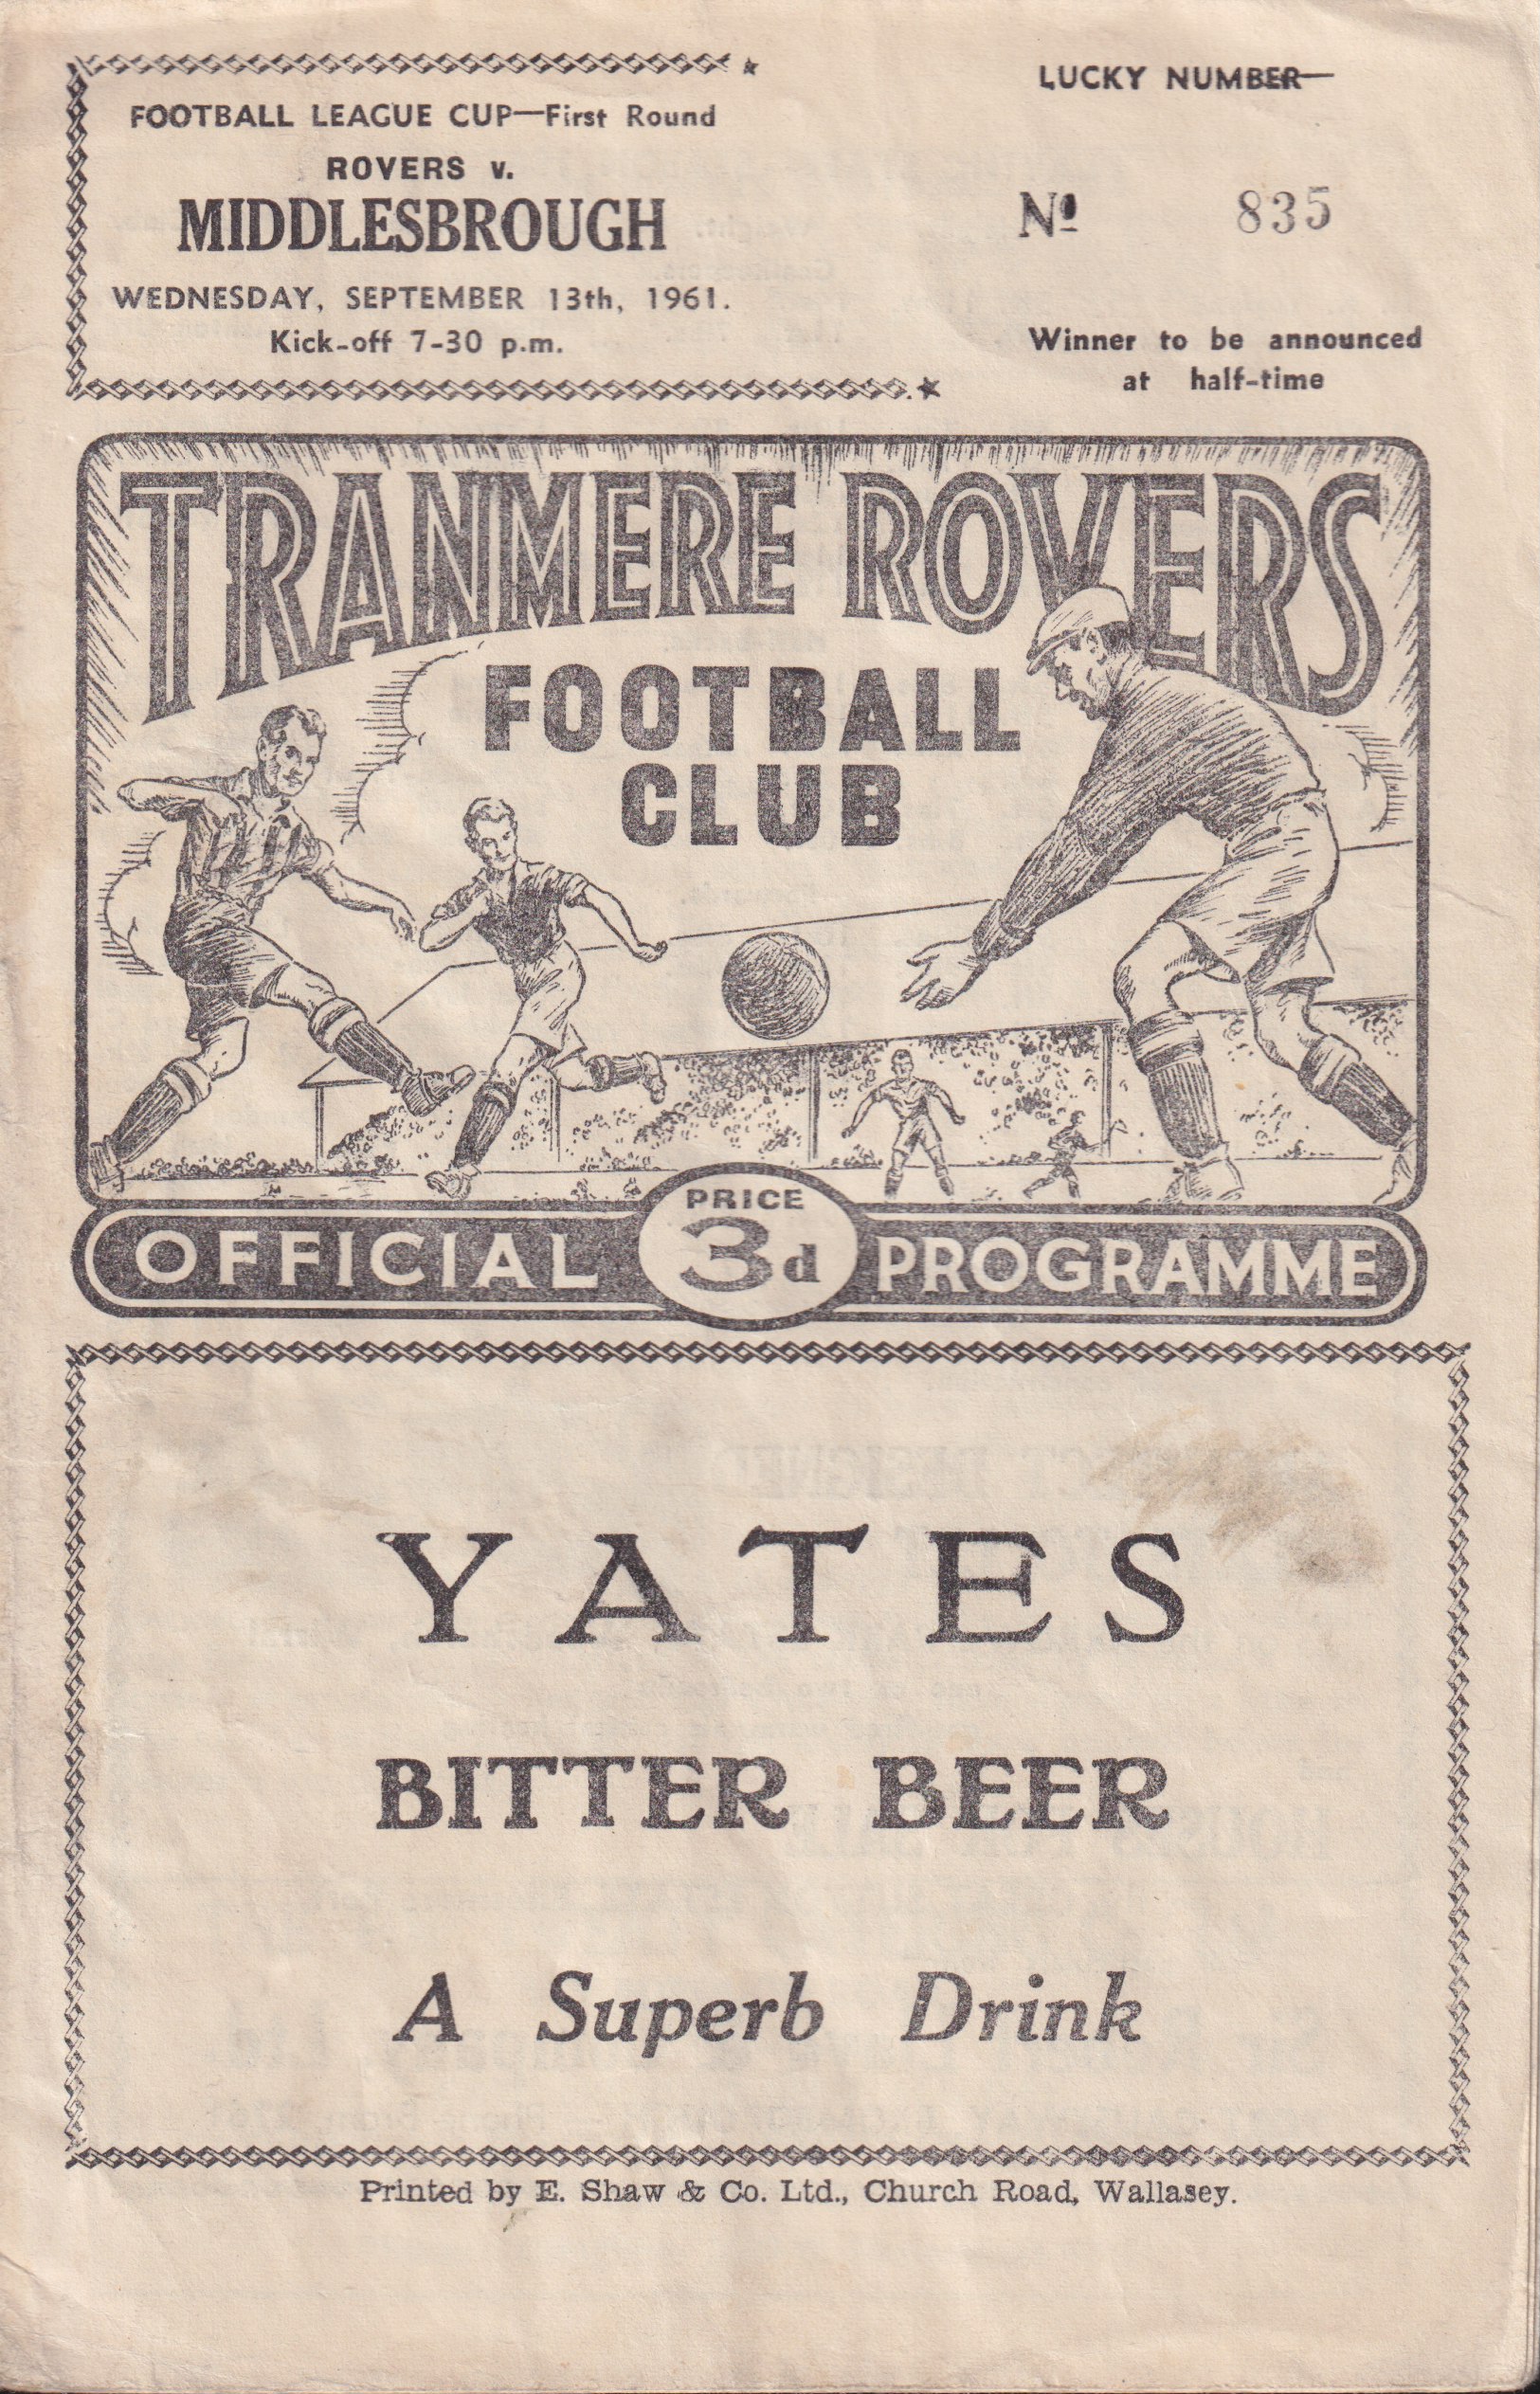 FOOTBALL LEAGUE CUP—First Round
ROVERS v.
MIDDLESBROUGH
WEDNESDAY, SEPTEMBER 13th, 1961.
Kick-off 7-30 p.m.
LUCKY NUMBER—
Nº 835
Winner to be announced
at half-time
TRANMERE ROVERS
FOOTBALL
CLUB
PRICE
3d
OFFICIAL PROGRAMME
YATES
BITTER BEER
A Superb Drink
Printed by E. Shaw & Co. Ltd., Church Road, Wallasey.